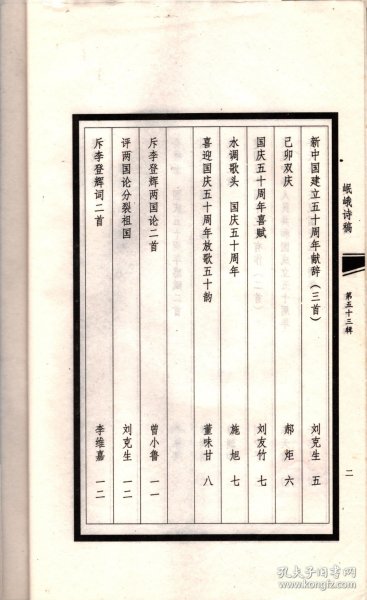 岷峨诗稿
第五十三辑
二
新中国建立五十周年献辞（三首） 刘克生 五
己卯双庆 郝炬 六
国庆五十周年喜赋 刘友竹 七
水调歌头 国庆五十周年 施旭 七
喜迎国庆五十周年放歌五十韵 董味甘 八
斥李登辉两国论二首 曾小鲁 一一
评两国论分裂祖国 刘克生 一二
斥李登辉词二首 李维嘉 一二
孔夫子旧书网